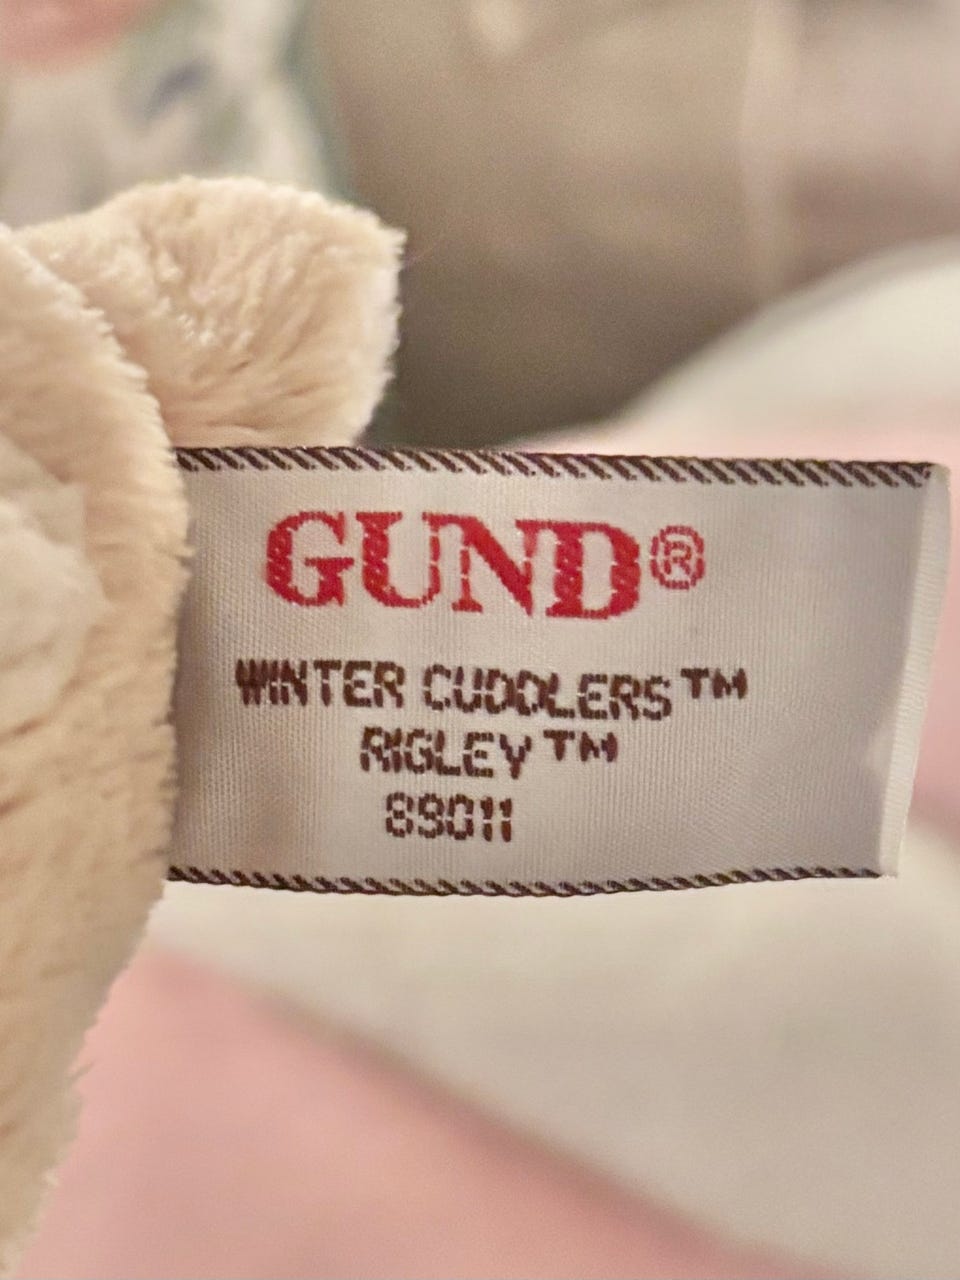 GUND®
WINTER CUDDLERS™
RIGLEY™
89011